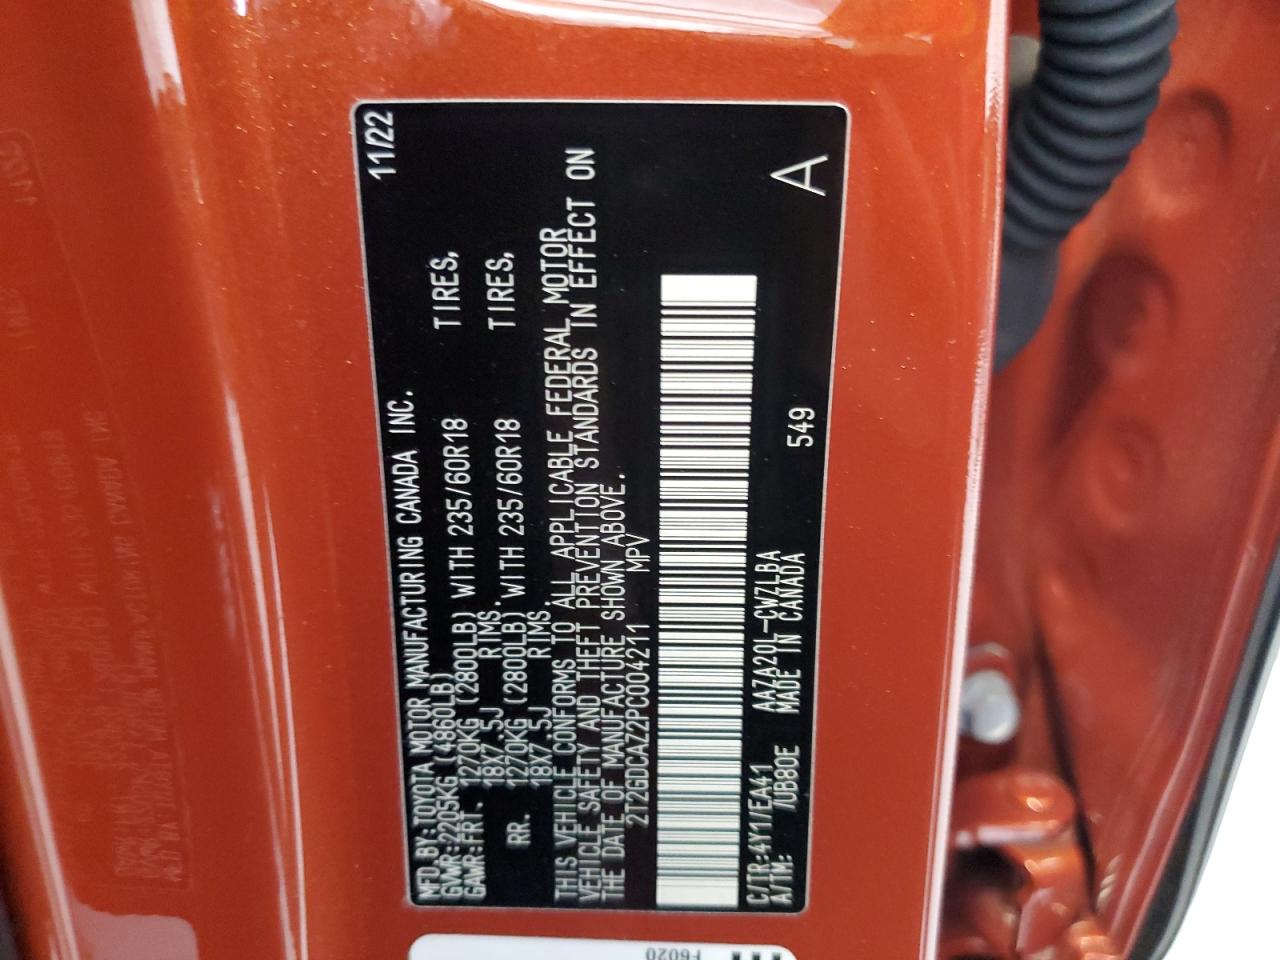 MFD.BY:TOYOTA MOTOR MANUFACTURING CANADA INC. 11/22
GVWR:2205KG (4860LB)
GAWR:FRT. 1270KG (2800LB) WITH 235/60R18 TIRES,
18X7.5J RIMS.
RR. 1270KG (2800LB) WITH 235/60R18 TIRES,
18X7.5J RIMS.
THIS VEHICLE CONFORMS TO ALL APPLICABLE FEDERAL MOTOR
VEHICLE SAFETY AND THEFT PREVENTION STANDARDS IN EFFECT ON
THE DATE OF MANUFACTURE SHOWN ABOVE.
2T2GDCAZ2PC004211 MPV
C/TR:4Y1/EA41 AAZA20L-CWZLBA
A/TM: /UB80E MADE IN CANADA 549
A
F6020